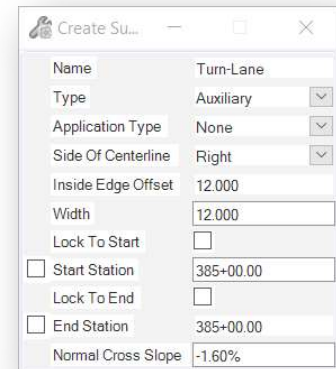 Create Su...
Name Turn-Lane
Type Auxiliary
Application Type None
Side Of Centerline Right
Inside Edge Offset 12.000
Width 12.000
Lock To Start
Start Station 385+00.00
Lock To End
End Station 385+00.00
Normal Cross Slope -1.60%